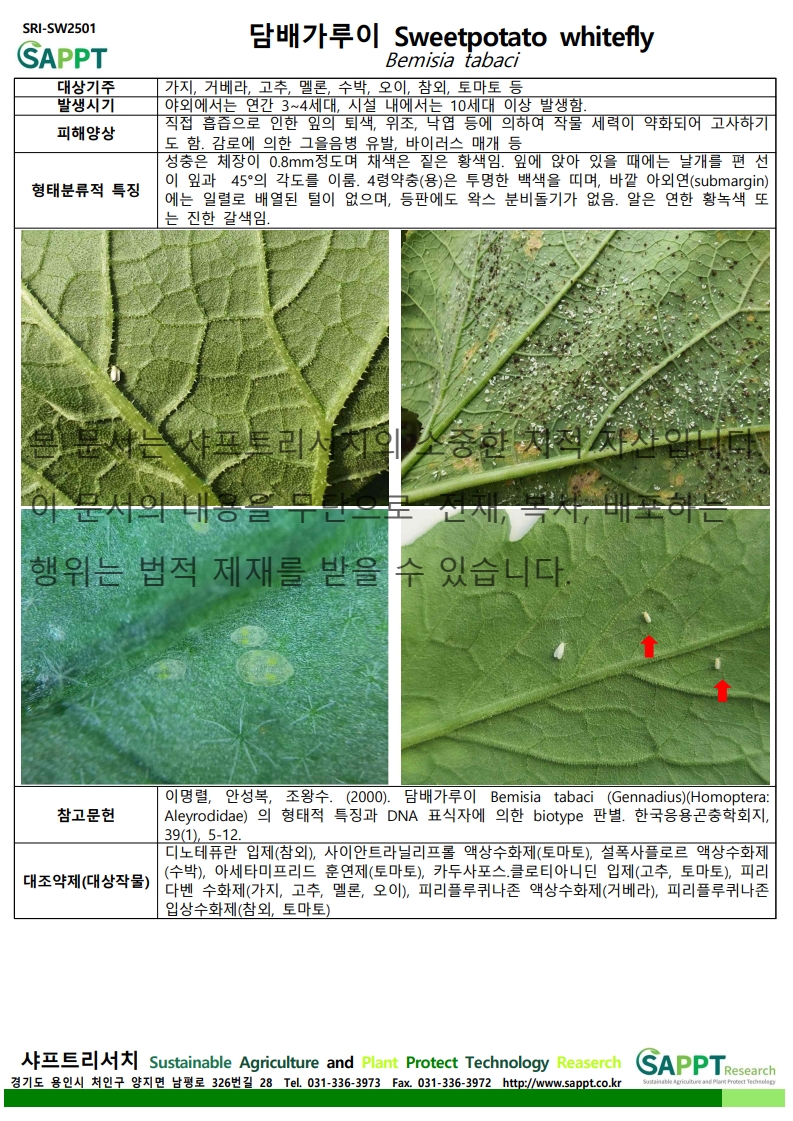 SRI-SW2501
SAPPT
담배가루이 Sweetpotato whitefly
Bemisia tabaci
대상기주
가지, 거베라, 고추, 멜론, 수박, 오이, 참외, 토마토 등
발생시기
야외에서는 연간 3~4세대, 시설 내에서는 10세대 이상 발생함.
피해양상
직접 흡즙으로 인한 잎의 퇴색, 위조, 낙엽 등에 의하여 작물 세력이 약화되어 고사하기
도 함. 감로에 의한 그을음병 유발, 바이러스 매개 등
형태분류적 특징
성충은 체장이 0.8mm정도며 채색은 짙은 황색임. 잎에 앉아 있을 때에는 날개를 편 선
이 잎과 45°의 각도를 이룸. 4령약충(용)은 투명한 백색을 띠며, 바깥 아외연(submargin)
에는 일렬로 배열된 털이 없으며, 등판에도 왁스 분비돌기가 없음. 알은 연한 황녹색 또
는 진한 갈색임.
본 문서는 샤프트리서치의 소중한 지적 자산입니다.
이 문서의 내용을 무단으로 전재, 복사, 배포하는
행위는 법적 제재를 받을 수 있습니다.
참고문헌
이명렬, 안성복, 조왕수. (2000). 담배가루이 Bemisia tabaci (Gennadius)(Homoptera:
Aleyrodidae) 의 형태적 특징과 DNA 표식자에 의한 biotype 판별. 한국응용곤충학회지,
39(1), 5-12.
대조약제(대상작물)
디노테퓨란 입제(참외), 사이안트라닐리프롤 액상수화제(토마토), 설폭사플로르 액상수화제
(수박), 아세타미프리드 훈연제(토마토), 카두사포스.클로티아니딘 입제(고추, 토마토), 피리
다벤 수화제(가지, 고추, 멜론, 오이), 피리플루퀴나존 액상수화제(거베라), 피리플루퀴나존
입상수화제(참외, 토마토)
샤프트리서치 Sustainable Agriculture and Plant Protect Technology Reaserch
경기도 용인시 처인구 양지면 남평로 326번길 28 Tel. 031-336-3973 Fax. 031-336-3972 http://www.sappt.co.kr
SAPPT Research
Sustainable Agriculture and Plant Protect Technology